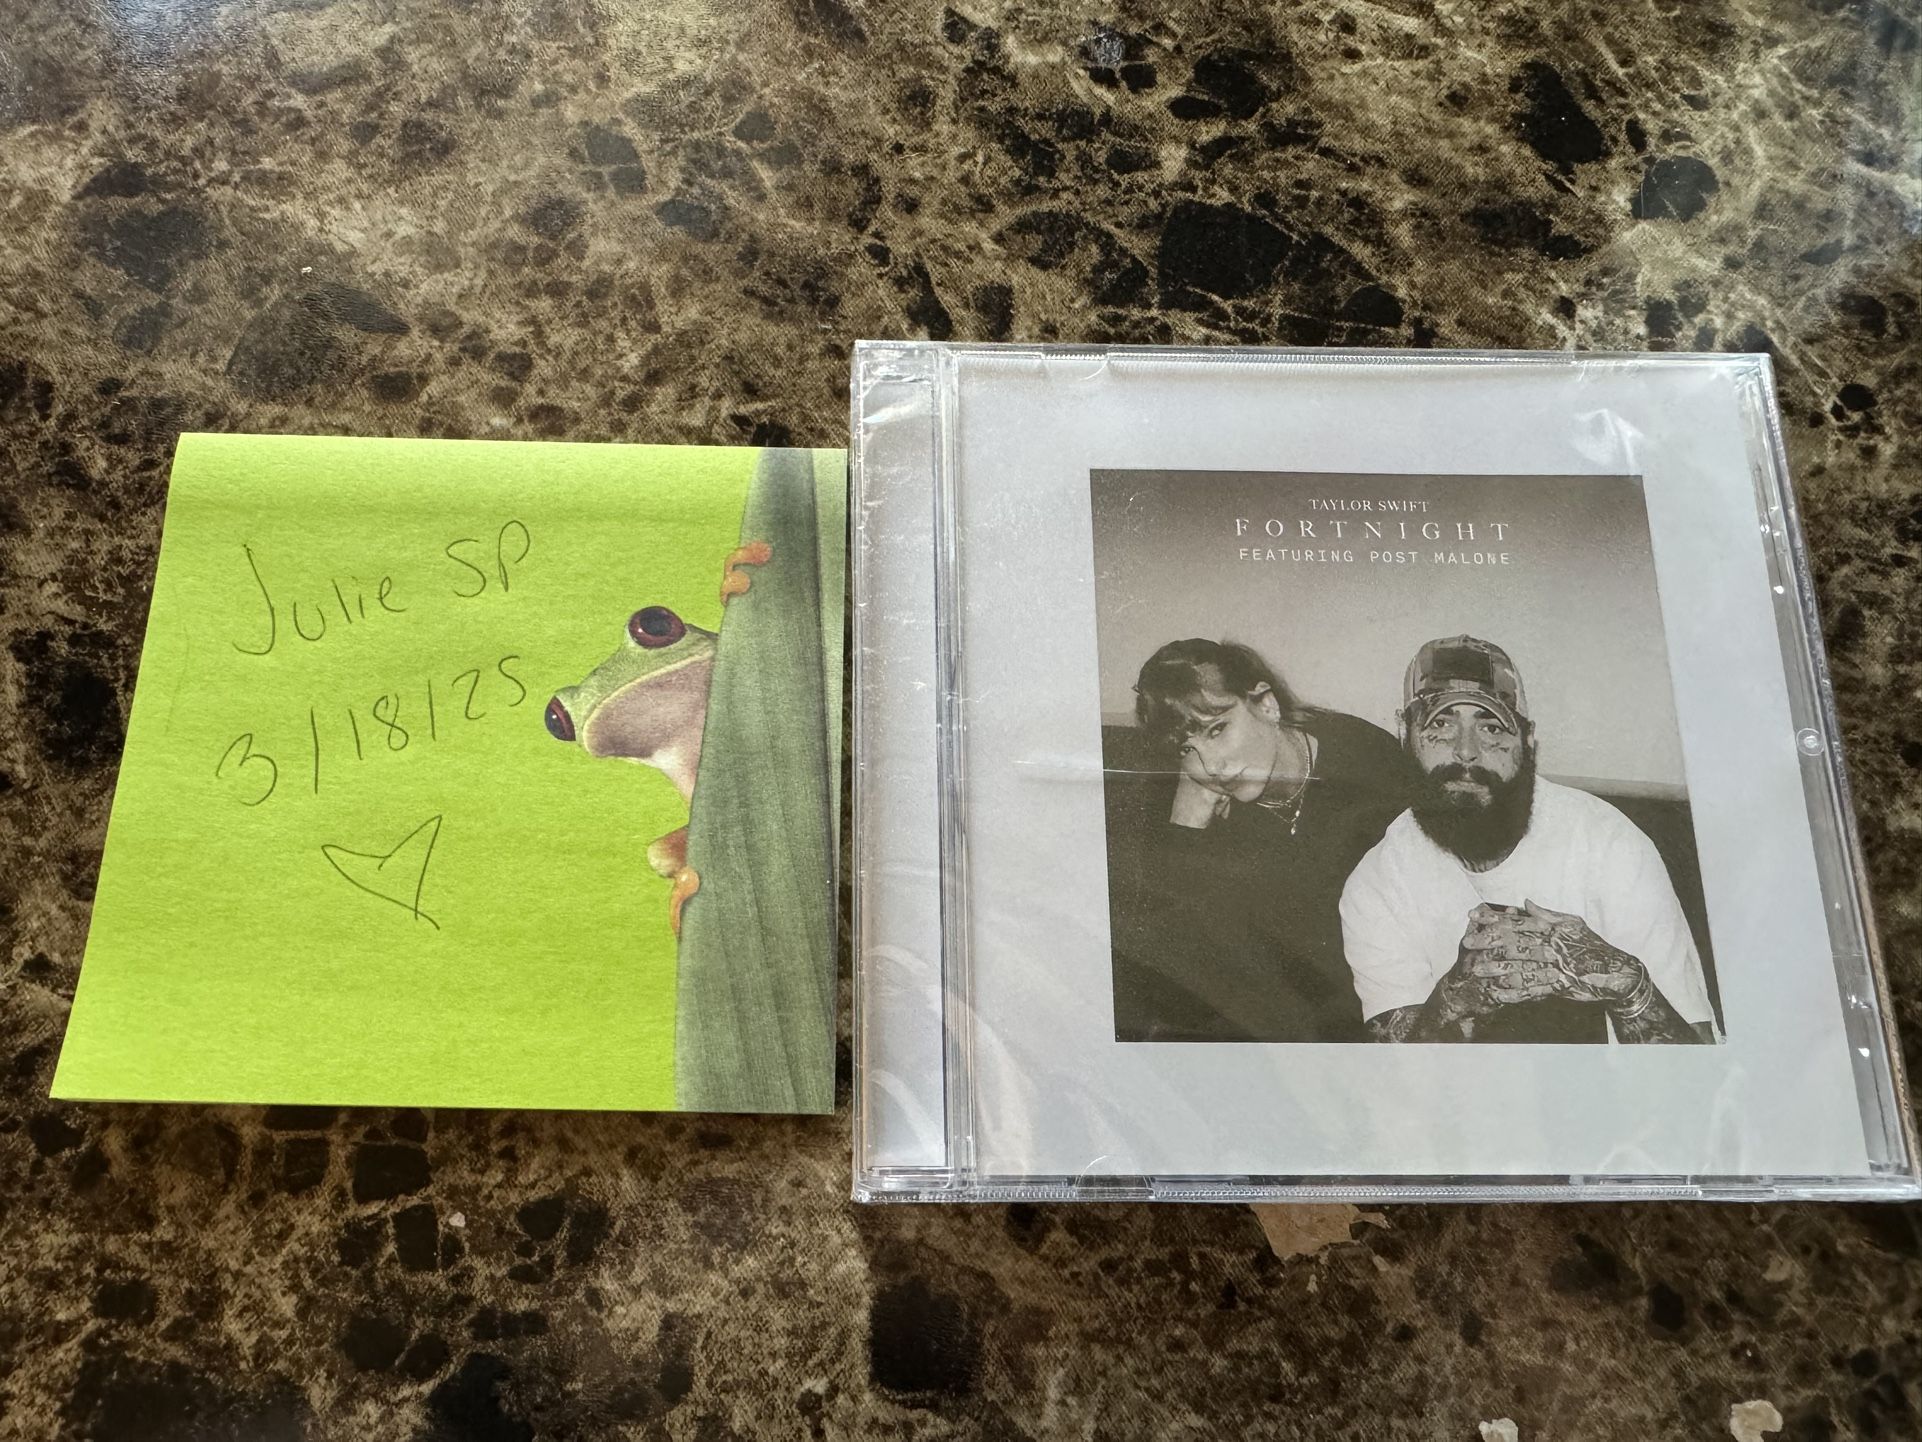 Julie SP
3/18/25
TAYLOR SWIFT
FORTNIGHT
FEATURING POST MALONE